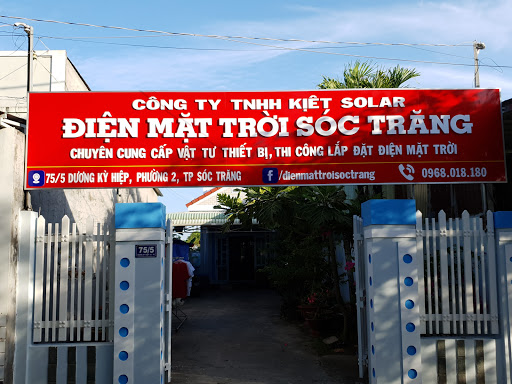 CÔNG TY TNHH KIỆT SOLAR
ĐIỆN MẶT TRỜI SÓC TRĂNG
CHUYÊN CUNG CẤP VẬT TƯ THIẾT BỊ, THI CÔNG LẮP ĐẶT ĐIỆN MẶT TRỜI
75/5 DƯƠNG KỲ HIỆP, PHƯỜNG 2, TP SÓC TRĂNG f /dienmattroisoctrang 0968.018.180
75/5